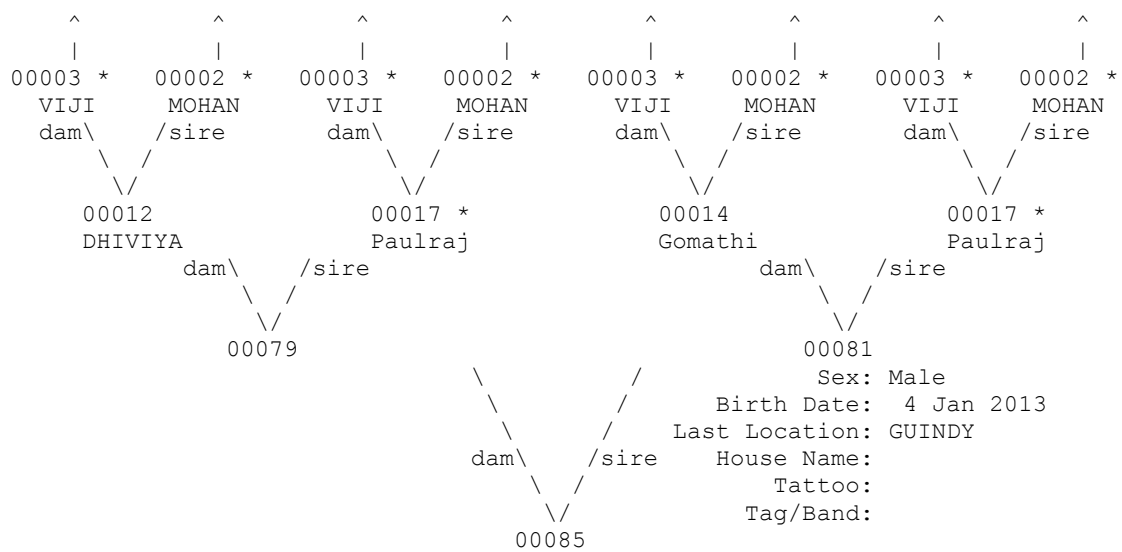 ^ ^ ^ ^ ^ ^ ^ ^
| | | | | | | |
00003 * 00002 * 00003 * 00002 * 00003 * 00002 * 00003 * 00002 *
VIJI MOHAN VIJI MOHAN VIJI MOHAN VIJI MOHAN
dam\ /sire dam\ /sire dam\ /sire dam\ /sire
\ / \ / \ / \ /
\/ \/ \/ \/
00012 00017 * 00014 00017 *
DHIVIYA Paulraj Gomathi Paulraj
dam\ /sire dam\ /sire
\ / \ /
\/ \/
00079 00081
\ / Sex: Male
\ / Birth Date: 4 Jan 2013
\ / Last Location: GUINDY
dam\ /sire House Name:
\ / Tattoo:
\/ Tag/Band:
00085